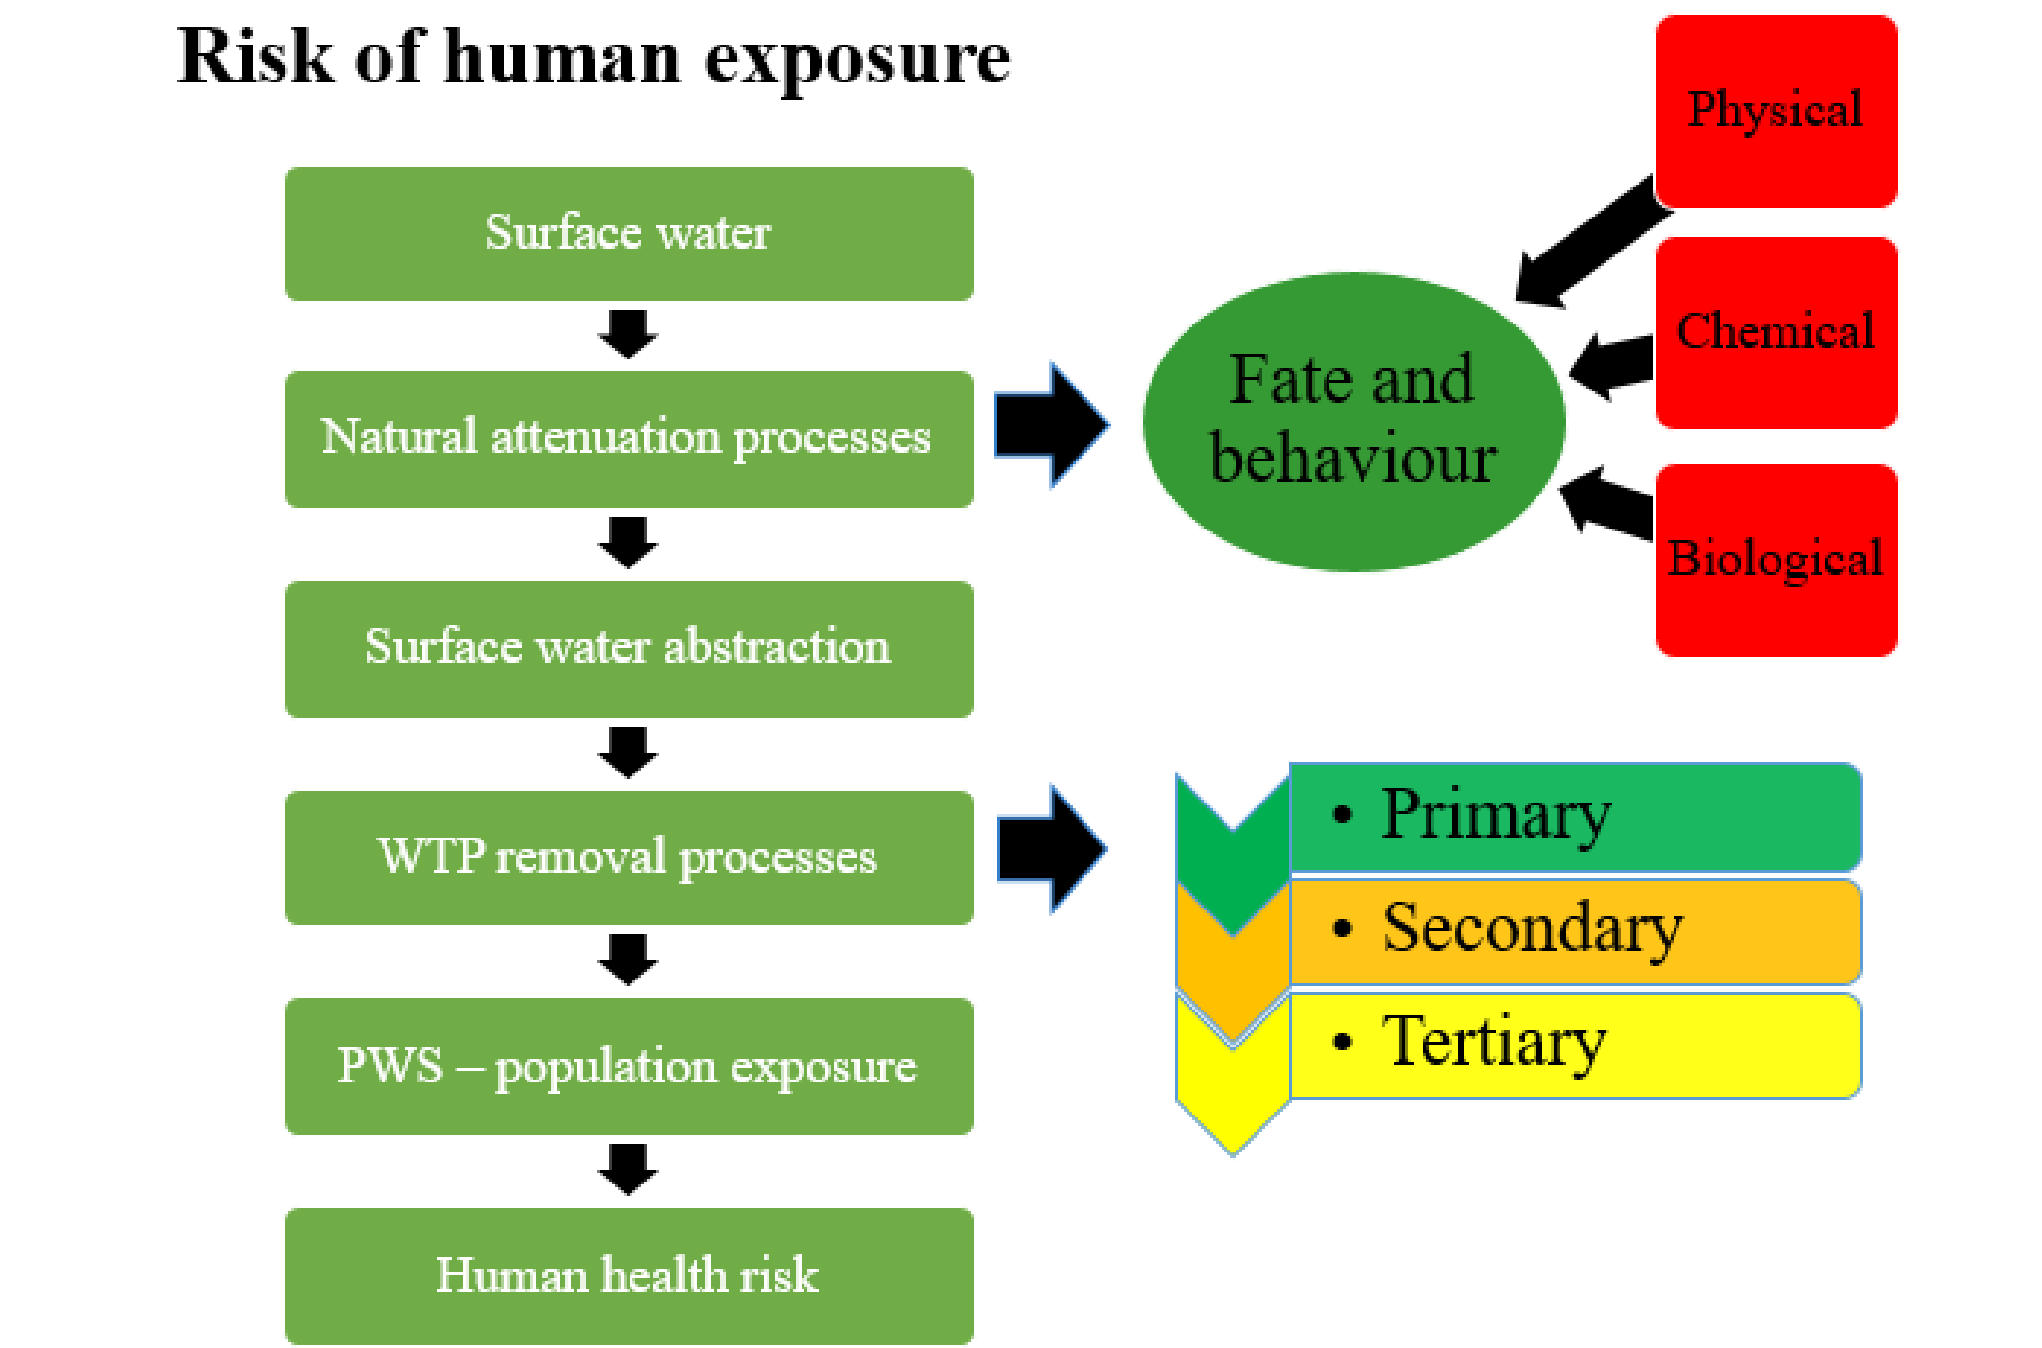 Risk of human exposure
Surface water
Natural attenuation processes
Surface water abstraction
WTP removal processes
PWS – population exposure
Human health risk
Fate and
behaviour
Physical
Chemical
Biological
• Primary
• Secondary
• Tertiary